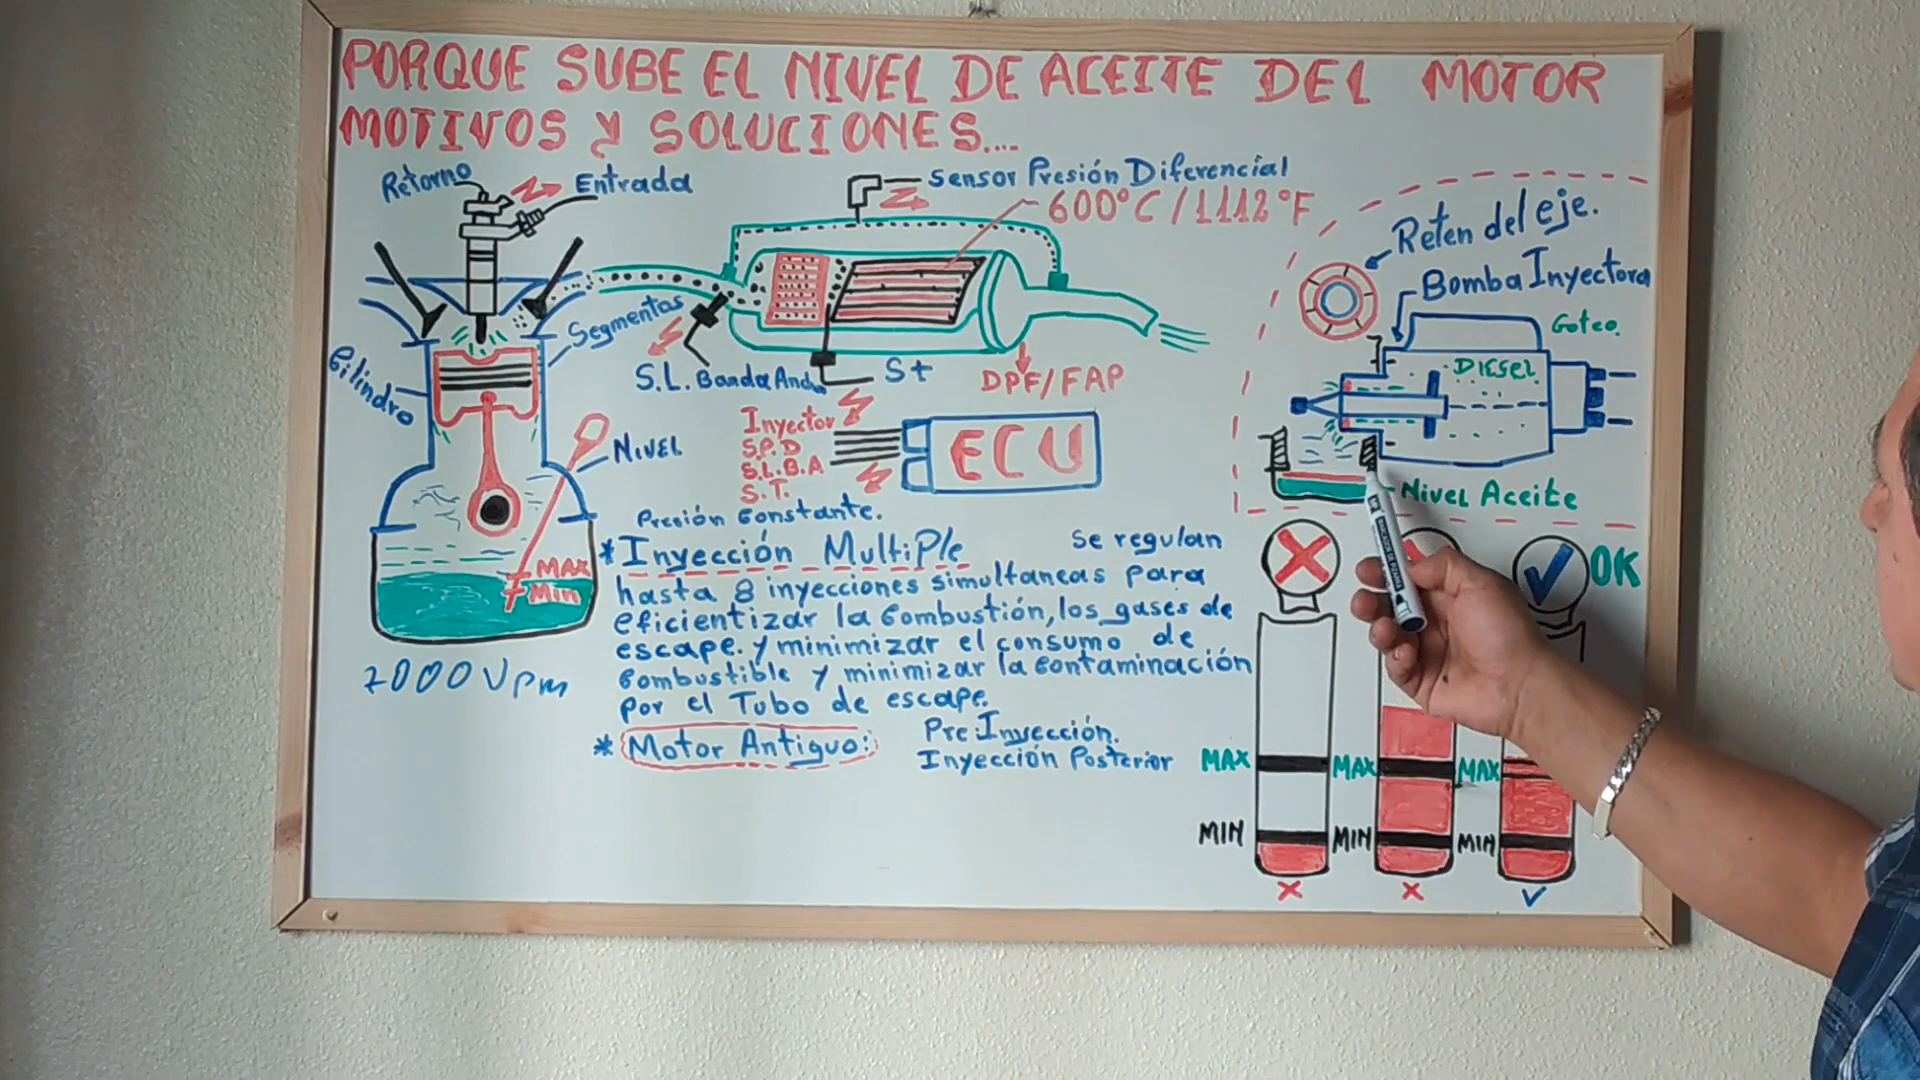 PORQUE SUBE EL NIVEL DE ACEITE DEL MOTOR
MOTIVOS Y SOLUCIONES....
Retorno
Entrada
Sensor Presión Diferencial
600°C / 1112°F
Segmentos
Cilindro
S.L. Banda
St
DPF/FAP
Inyector
S.P.D
S.L.B.A
S.T.
ECU
NIVEL
MAX
Min
7000 Vpm
Presión Constante.
* Inyección MultiPle
Se regulan
hasta 8 inyecciones simultaneas para
eficientizar la Combustión, los gases de
escape. y minimizar el consumo de
Combustible y minimizar la Contaminación
por el Tubo de escape.
* Motor Antiguo:
Pre Inyección.
Inyección Posterior
Reten del eje.
Bomba Inyectora
Goteo.
DIESEL
Nivel Aceite
OK
MAX
MAX
MAX
MIN
MIN
MIN